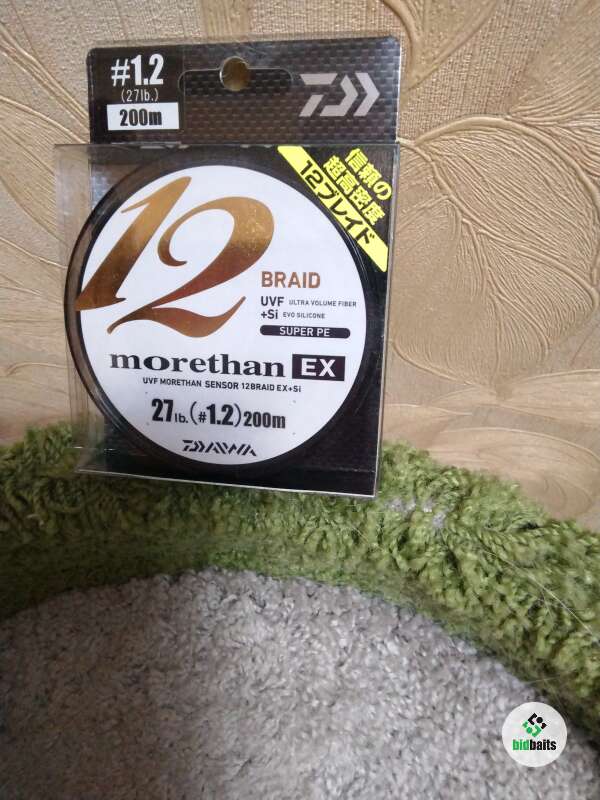 #1.2
(27lb.)
200m
信頼の
超高密度
12ブレイド
12
BRAID
UVF ULTRA VOLUME FIBER
+Si EVO SILICONE
SUPER PE
morethan EX
UVF MORETHAN SENSOR 12BRAID EX+Si
27lb.(#1.2)200m
DAIWA
bidbaits